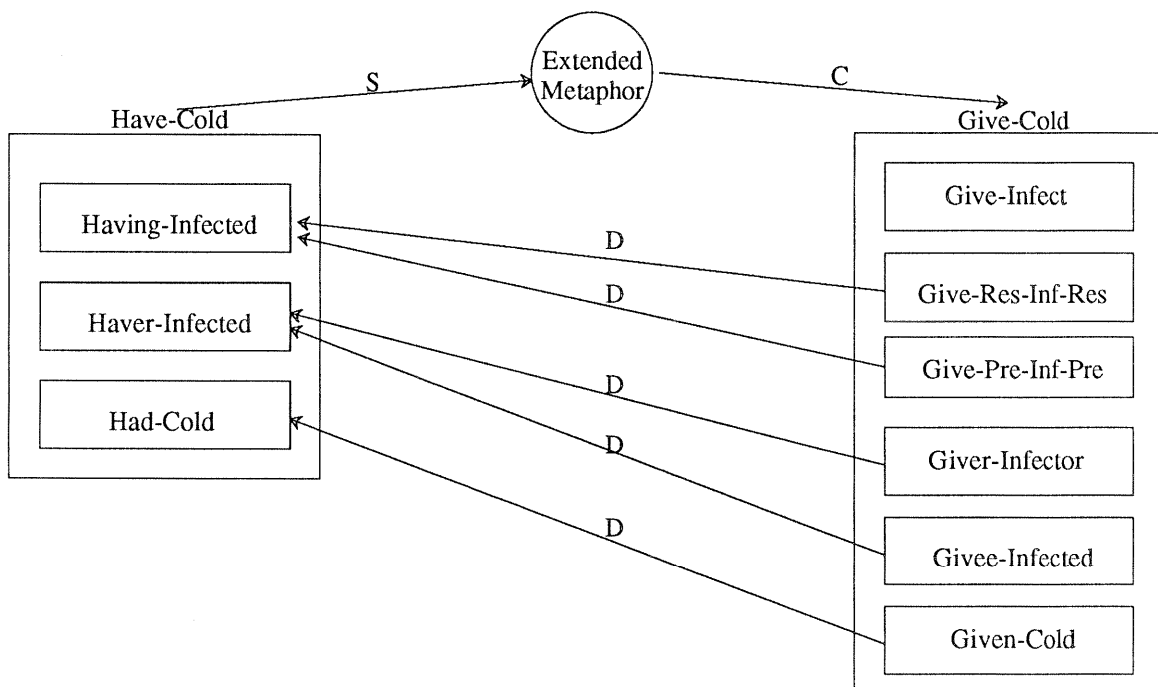 Extended
Metaphor
S
C
Have-Cold
Give-Cold
Having-Infected
Haver-Infected
Had-Cold
D
D
D
D
D
Give-Infect
Give-Res-Inf-Res
Give-Pre-Inf-Pre
Giver-Infector
Givee-Infected
Given-Cold